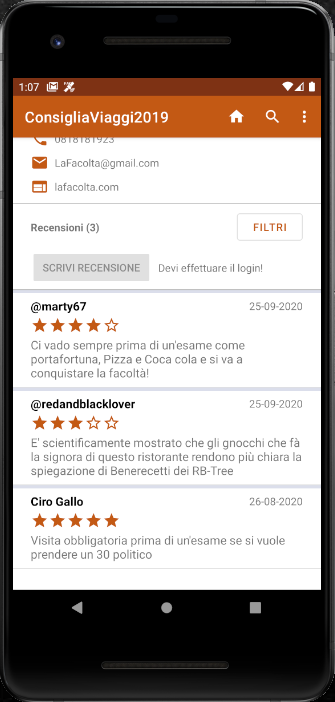 1:07
ConsigliaViaggi2019
0818181923
LaFacolta@gmail.com
lafacolta.com
Recensioni (3)
FILTRI
SCRIVI RECENSIONE
Devi effettuare il login!
@marty67
25-09-2020
Ci vado sempre prima di un'esame come
portafortuna, Pizza e Coca cola e si va a
conquistare la facoltà!
@redandblacklover
25-09-2020
E' scientificamente mostrato che gli gnocchi che fà
la signora di questo ristorante rendono più chiara la
spiegazione di Benerecetti dei RB-Tree
Ciro Gallo
26-08-2020
Visita obbligatoria prima di un'esame se si vuole
prendere un 30 politico